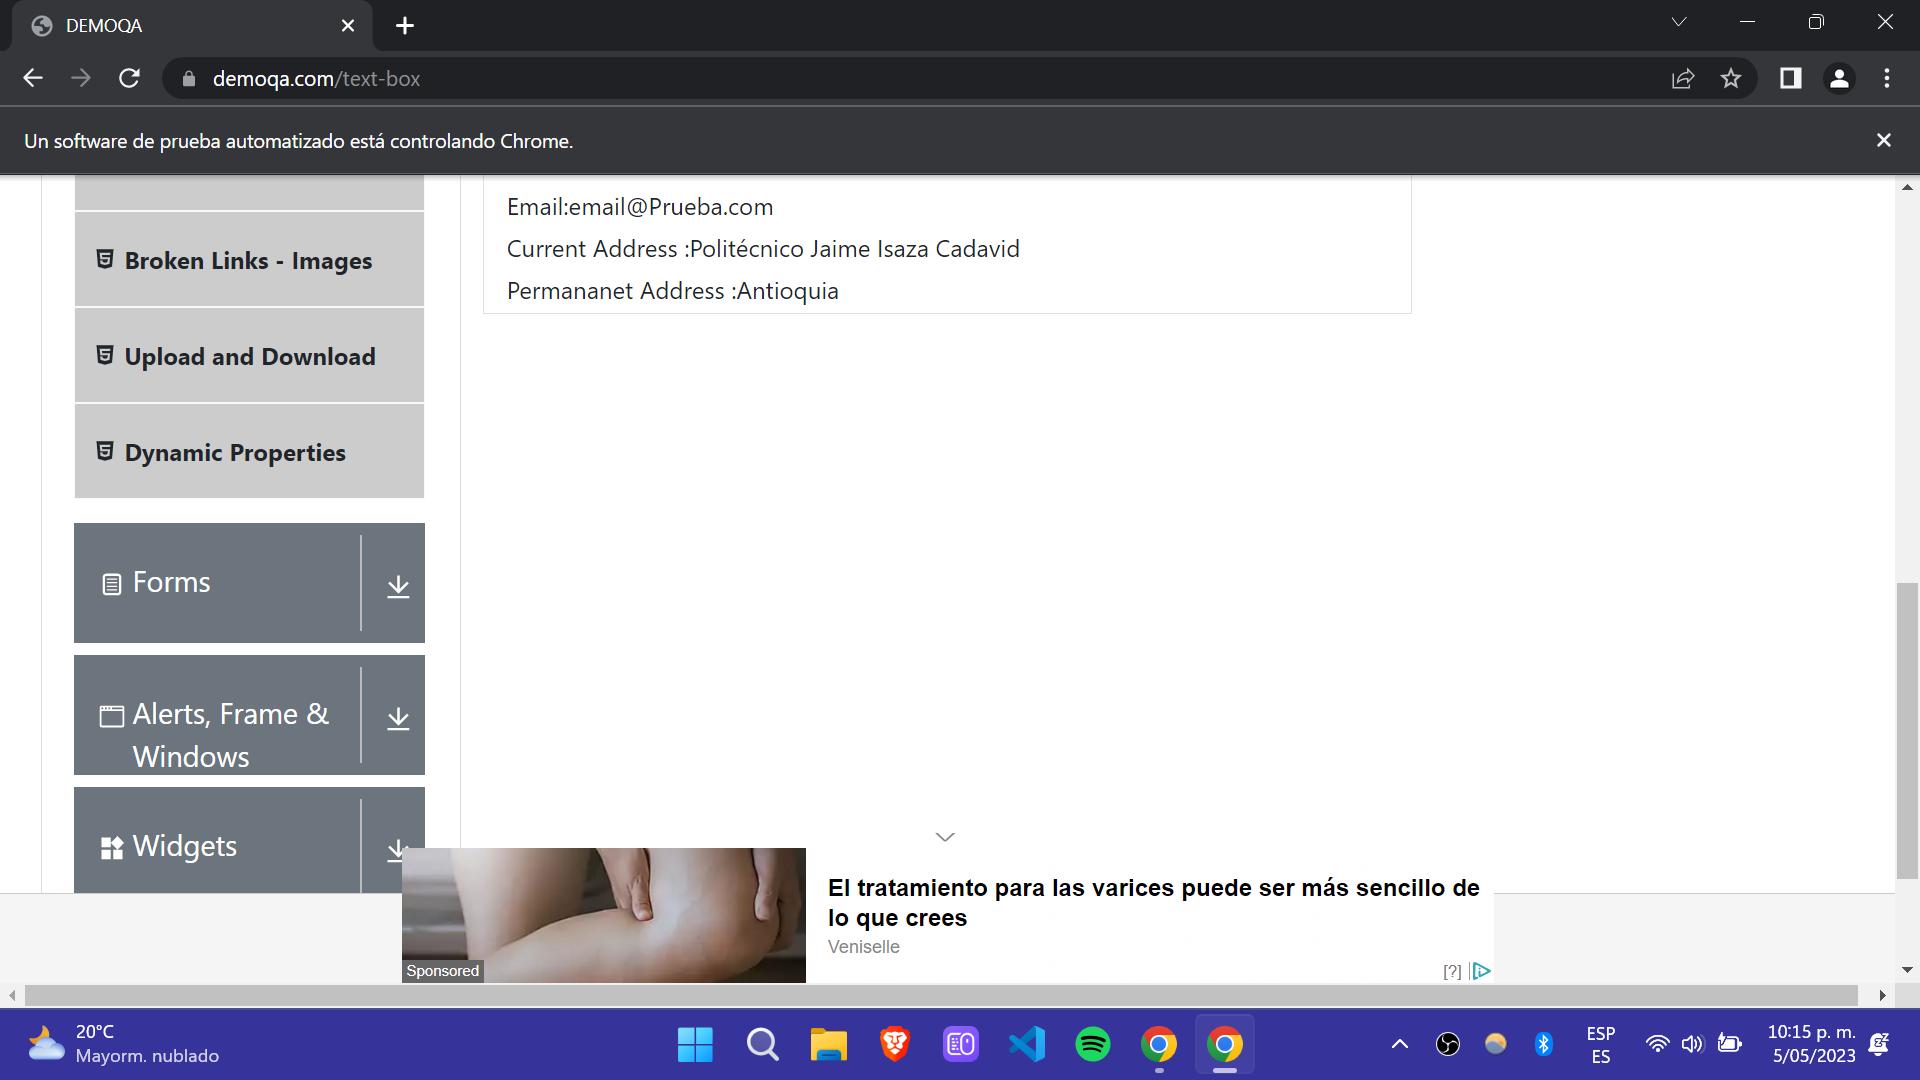 DEMOQA
demoqa.com/text-box
Un software de prueba automatizado está controlando Chrome.
Email:email@Prueba.com
Current Address :Politécnico Jaime Isaza Cadavid
Permananet Address :Antioquia
Broken Links - Images
Upload and Download
Dynamic Properties
Forms
Alerts, Frame &
Windows
Widgets
El tratamiento para las varices puede ser más sencillo de
lo que crees
Veniselle
Sponsored
[?]
20°C
Mayorm. nublado
ESP
ES
10:15 p. m.
5/05/2023